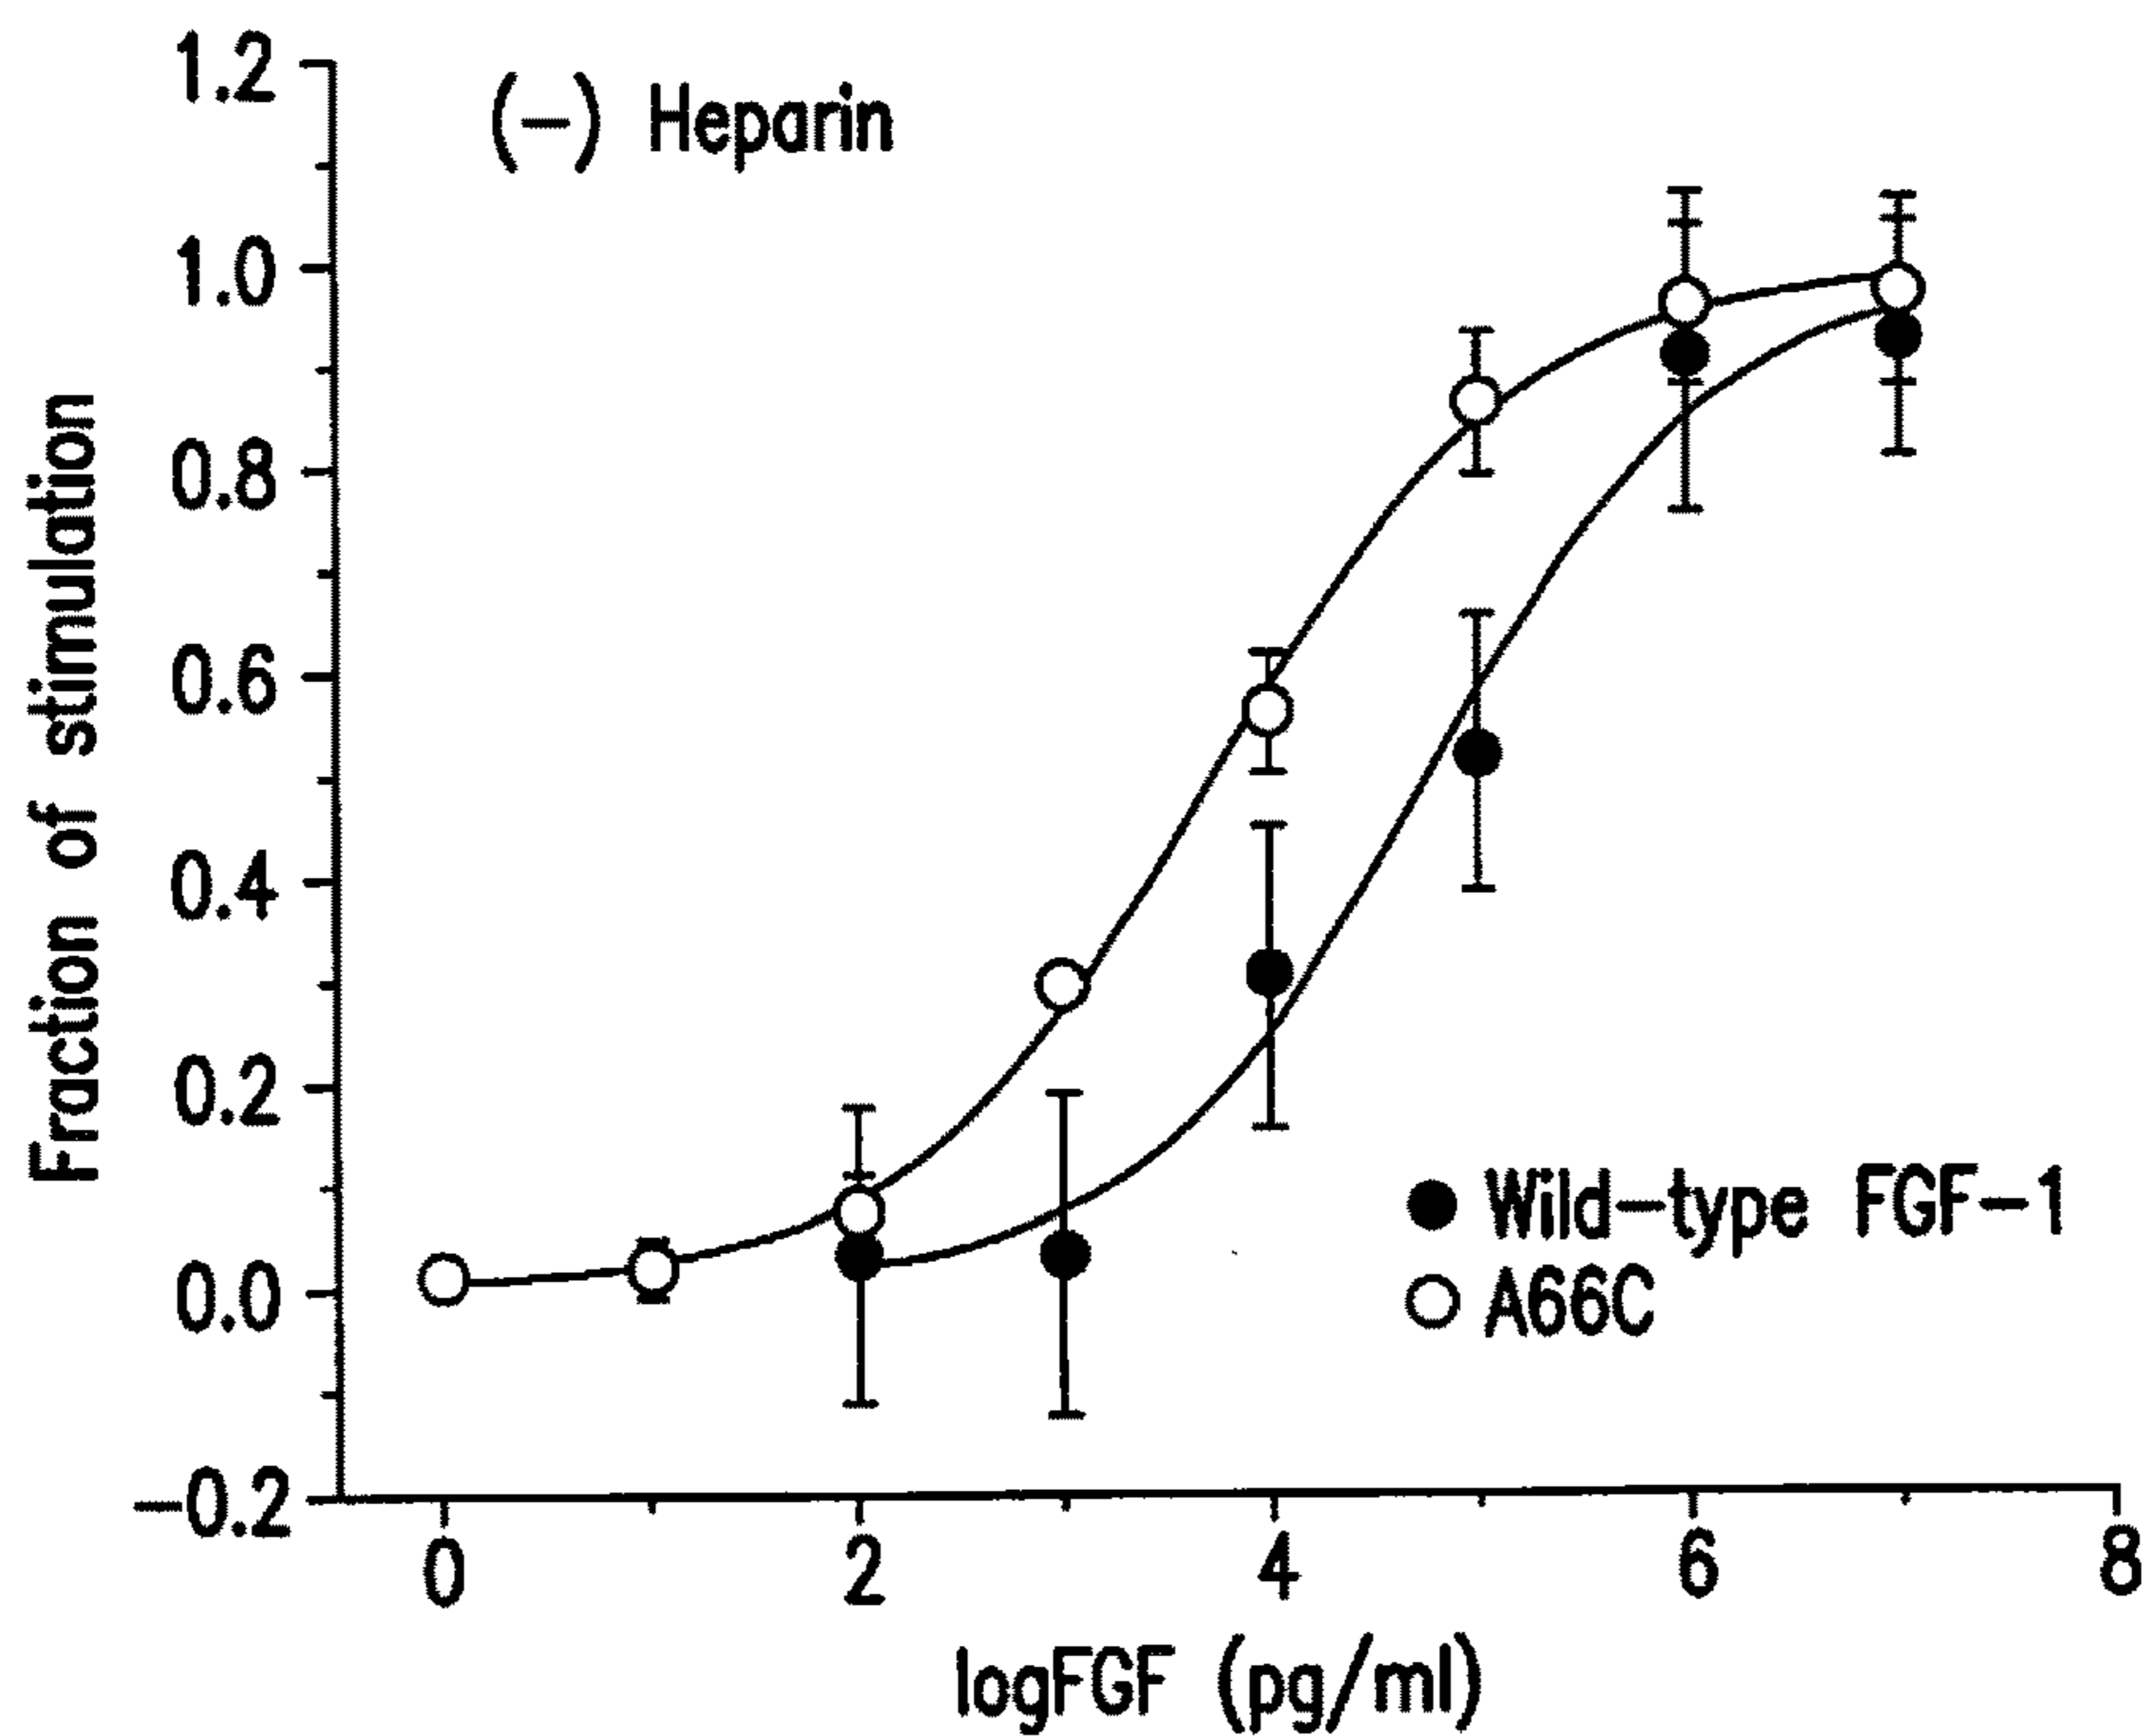 (–) Heparin
1.2
1.0
0.8
0.6
0.4
0.2
0.0
–0.2
Fraction of stimulation
Wild–type FGF–1
A66C
0 2 4 6 8
logFGF (pg/ml)